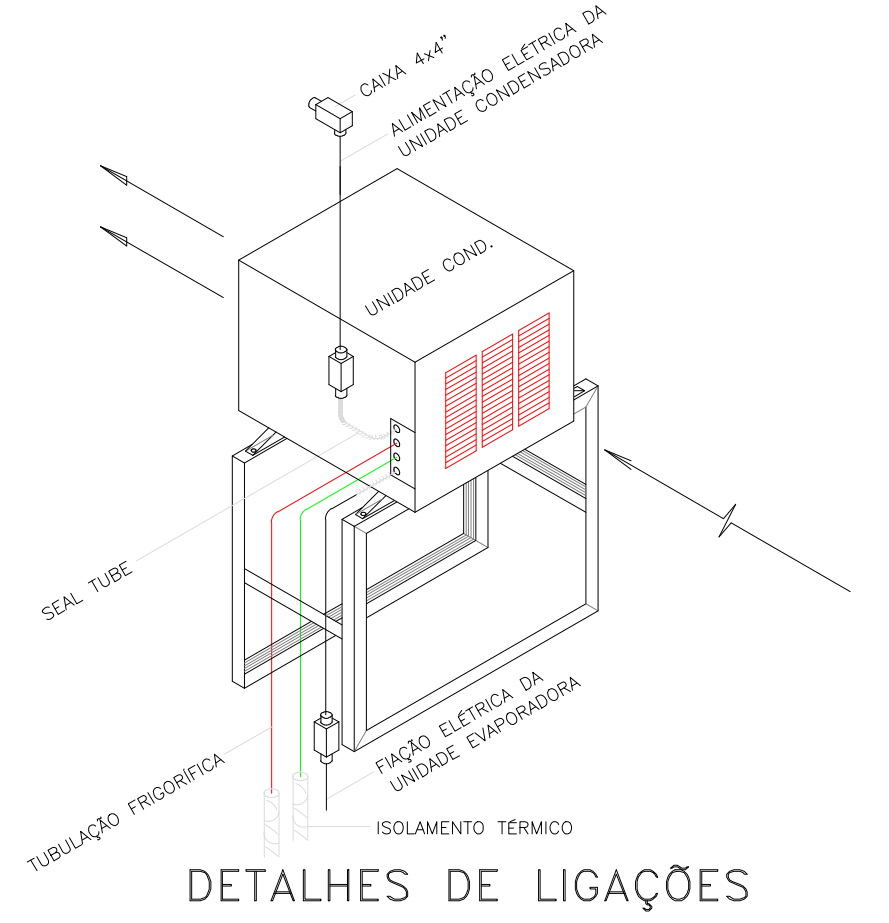 CAIXA 4x4"
ALIMENTAÇÃO ELÉTRICA DA
UNIDADE CONDENSADORA
UNIDADE COND.
SEAL TUBE
FIAÇÃO ELÉTRICA DA
UNIDADE EVAPORADORA
TUBULAÇÃO FRIGORÍFICA
ISOLAMENTO TÉRMICO
DETALHES DE LIGAÇÕES